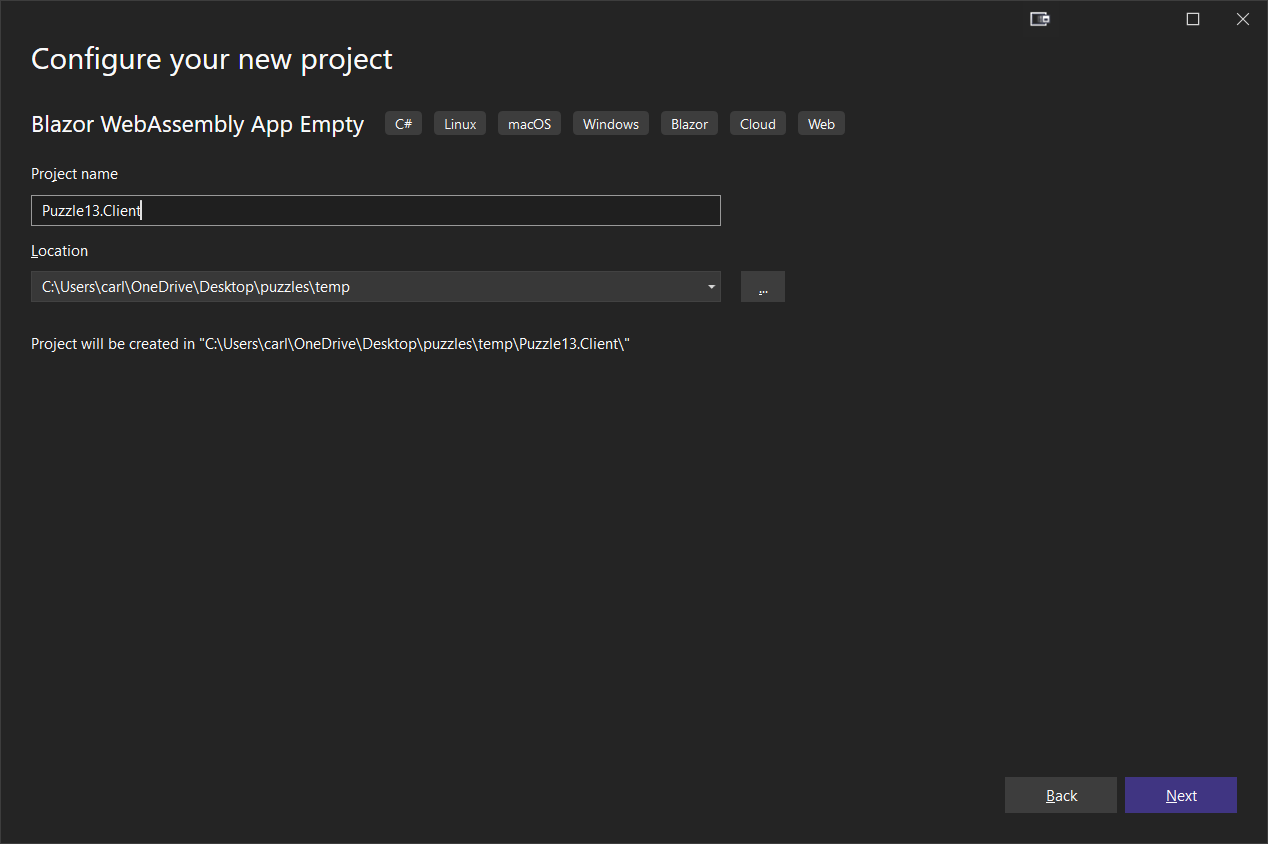 Configure your new project
Blazor WebAssembly App Empty C# Linux macOS Windows Blazor Cloud Web
Project name
Puzzle13.Client
Location
C:\Users\carl\OneDrive\Desktop\puzzles\temp
...
Project will be created in "C:\Users\carl\OneDrive\Desktop\puzzles\temp\Puzzle13.Client\"
Back Next